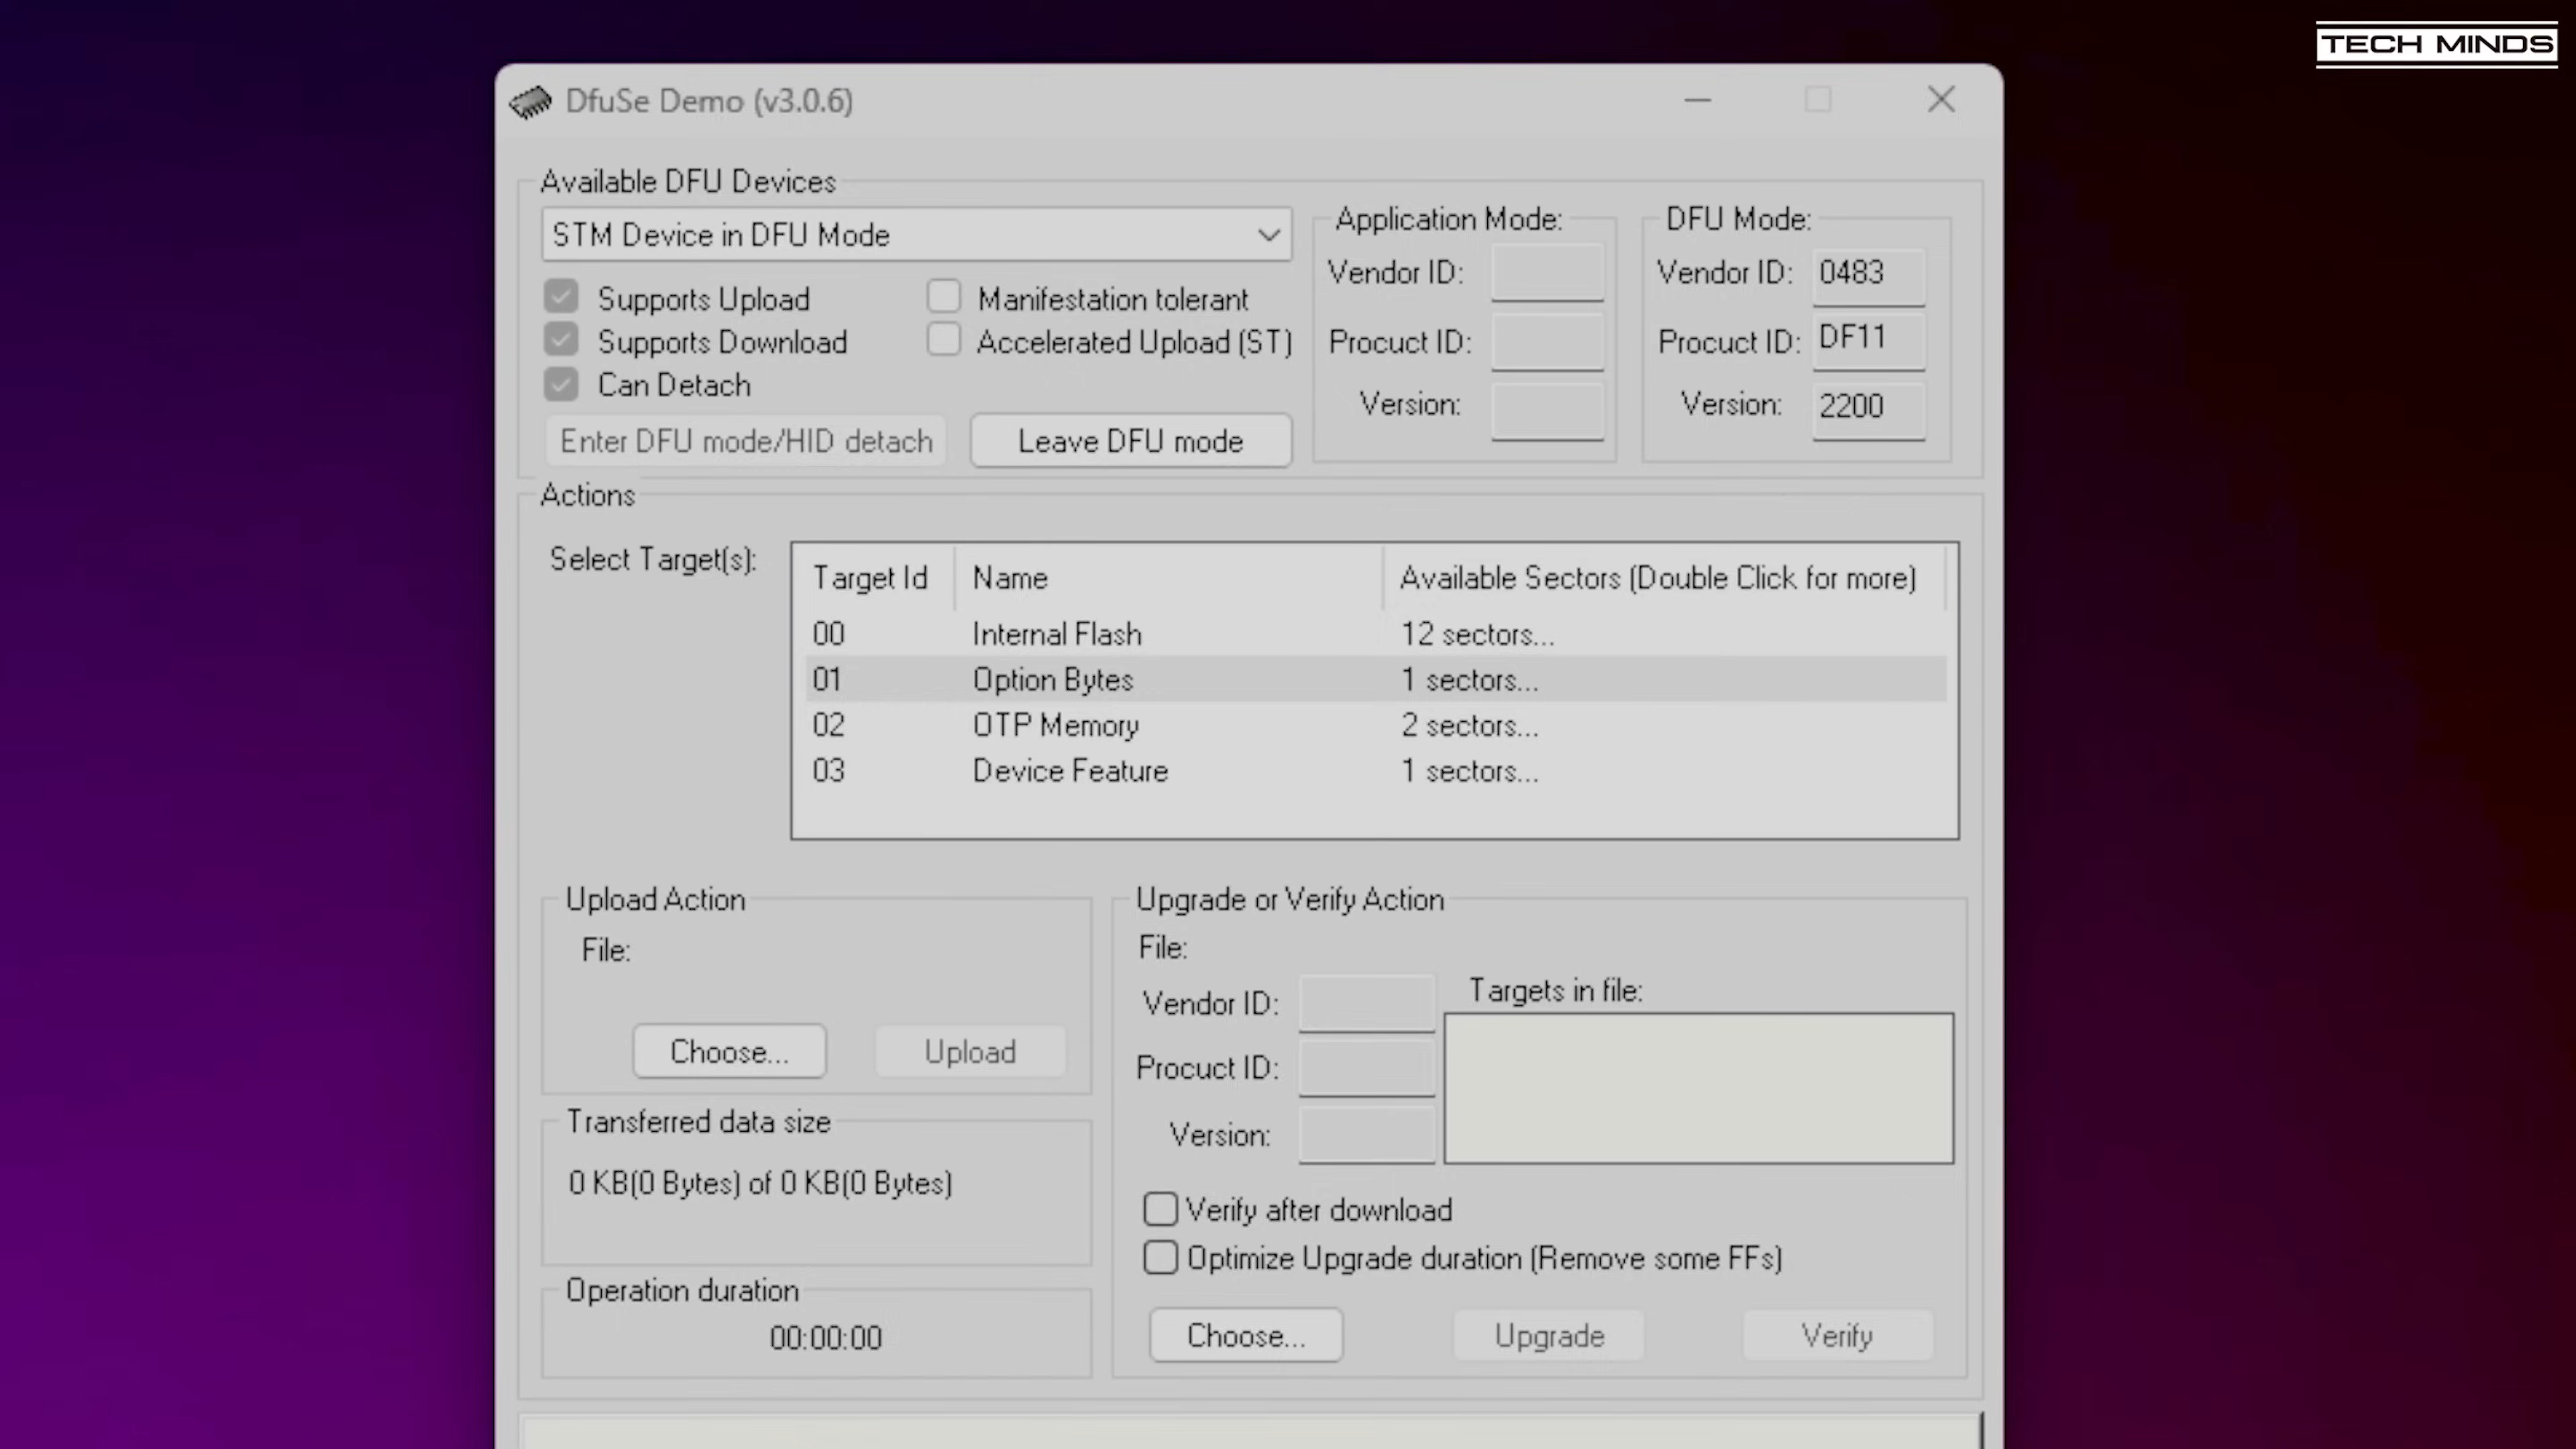 TECH MINDS
DfuSe Demo (v3.0.6)
Available DFU Devices
STM Device in DFU Mode
Supports Upload
Manifestation tolerant
Supports Download
Accelerated Upload (ST)
Can Detach
Enter DFU mode/HID detach
Leave DFU mode
Application Mode:
Vendor ID:
Procuct ID:
Version:
DFU Mode:
Vendor ID: 0483
Procuct ID: DF11
Version: 2200
Actions
Select Target(s):
Target Id Name Available Sectors (Double Click for more)
00 Internal Flash 12 sectors...
01 Option Bytes 1 sectors...
02 OTP Memory 2 sectors...
03 Device Feature 1 sectors...
Upload Action
File:
Choose... Upload
Transferred data size
0 KB(0 Bytes) of 0 KB(0 Bytes)
Operation duration
00:00:00
Upgrade or Verify Action
File:
Vendor ID:
Procuct ID:
Version:
Targets in file:
Verify after download
Optimize Upgrade duration (Remove some FFs)
Choose... Upgrade Verify